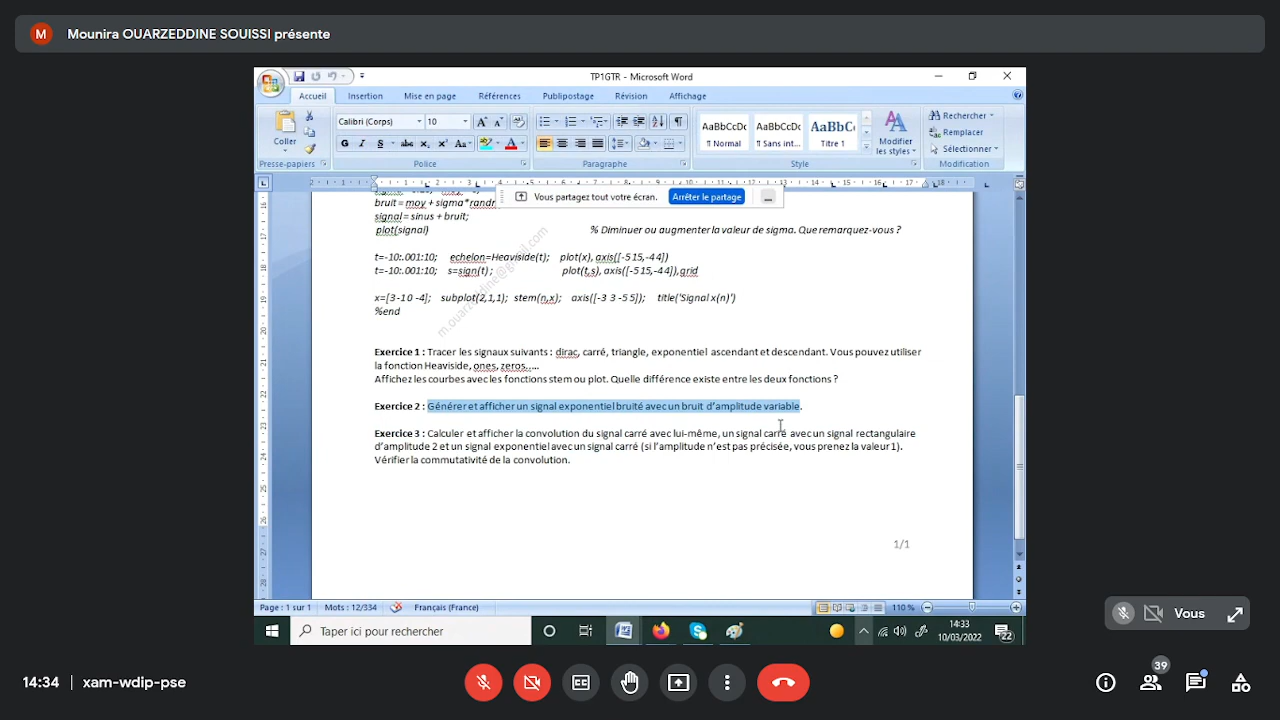 M Mounira OUARZEDDINE SOUISSI présente
TP1GTR - Microsoft Word
Accueil Insertion Mise en page Références Publipostage Révision Affichage
Calibri (Corps) 10
AaBbCcDc AaBbCcDc AaBbC
Rechercher
Remplacer
Sélectionner
Coller
G I S abc
¶ Normal ¶ Sans int... Titre 1
Modifier les styles
Presse-papiers Police Paragraphe Style Modification
Vous partagez tout votre écran. Arrêter le partage
bruit = moy + sigma*randn
signal = sinus + bruit;
plot(signal) % Diminuer ou augmenter la valeur de sigma. Que remarquez-vous ?
t=-10:.001:10; echelon=Heaviside(t); plot(x), axis([-515,-44])
t=-10:.001:10; s=sign(t); plot(t,s), axis([-515,-44]),grid
x=[3 -1 0 -4]; subplot(2,1,1); stem(n,x); axis([-3 3 -5 5]); title('Signal x(n)')
%end
m.ouarzeddine@gmail.com
Exercice 1 : Tracer les signaux suivants : dirac, carré, triangle, exponentiel ascendant et descendant. Vous pouvez utiliser
la fonction Heaviside, ones, zeros.....
Affichez les courbes avec les fonctions stem ou plot. Quelle différence existe entre les deux fonctions ?
Exercice 2 : Générer et afficher un signal exponentiel bruité avec un bruit d'amplitude variable.
Exercice 3 : Calculer et afficher la convolution du signal carré avec lui-même, un signal carré avec un signal rectangulaire
d'amplitude 2 et un signal exponentiel avec un signal carré (si l'amplitude n'est pas précisée, vous prenez la valeur 1).
Vérifier la commutativité de la convolution.
1/1
Page : 1 sur 1 Mots : 12/334 Français (France) 110 %
Taper ici pour rechercher
14:33
10/03/2022
22
Vous
14:34 | xam-wdip-pse
39